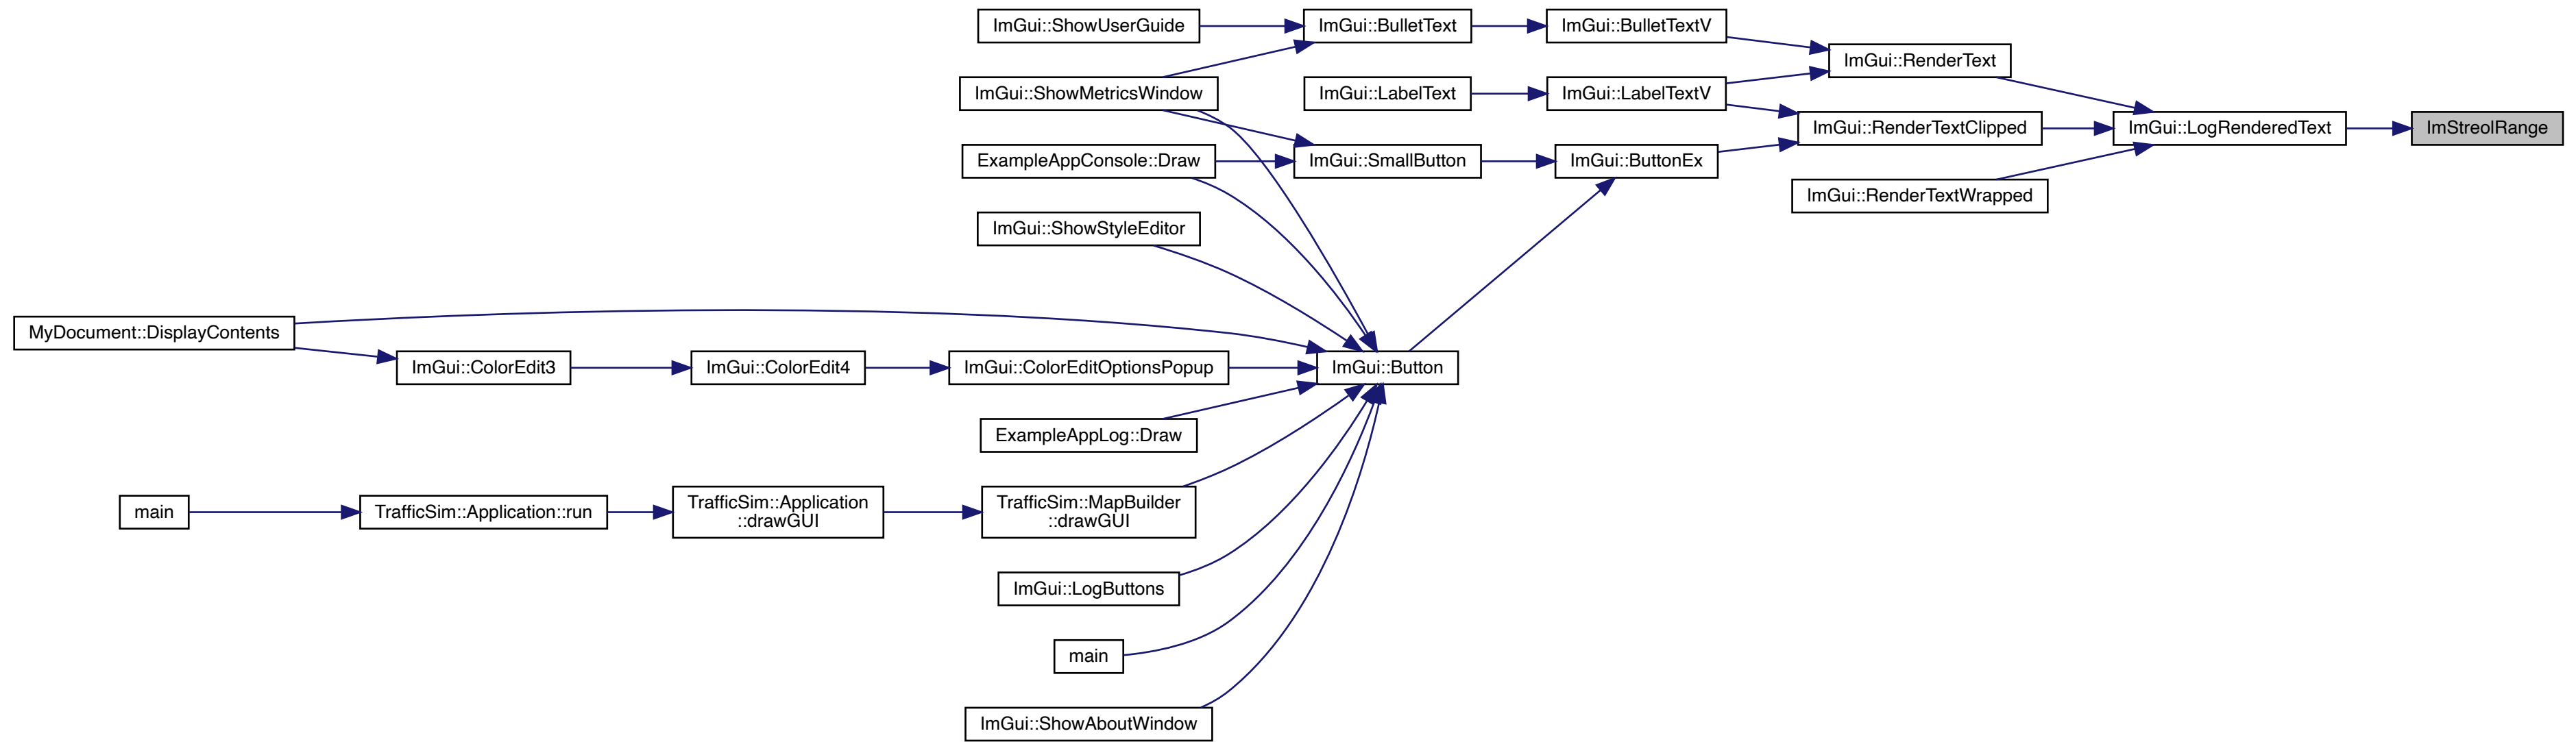 ImGui::ShowUserGuide
ImGui::BulletText
ImGui::BulletTextV
ImGui::RenderText
ImGui::ShowMetricsWindow
ImGui::LabelText
ImGui::LabelTextV
ImGui::RenderTextClipped
ImGui::LogRenderedText
ImStreolRange
ExampleAppConsole::Draw
ImGui::SmallButton
ImGui::ButtonEx
ImGui::RenderTextWrapped
ImGui::ShowStyleEditor
MyDocument::DisplayContents
ImGui::ColorEdit3
ImGui::ColorEdit4
ImGui::ColorEditOptionsPopup
ImGui::Button
ExampleAppLog::Draw
main
TrafficSim::Application::run
TrafficSim::Application
::drawGUI
TrafficSim::MapBuilder
::drawGUI
ImGui::LogButtons
main
ImGui::ShowAboutWindow